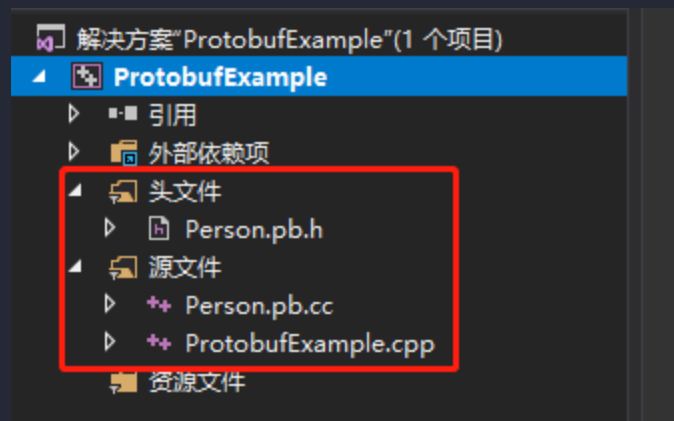 解决方案"ProtobufExample"(1 个项目)
ProtobufExample
引用
外部依赖项
头文件
Person.pb.h
源文件
Person.pb.cc
ProtobufExample.cpp
资源文件